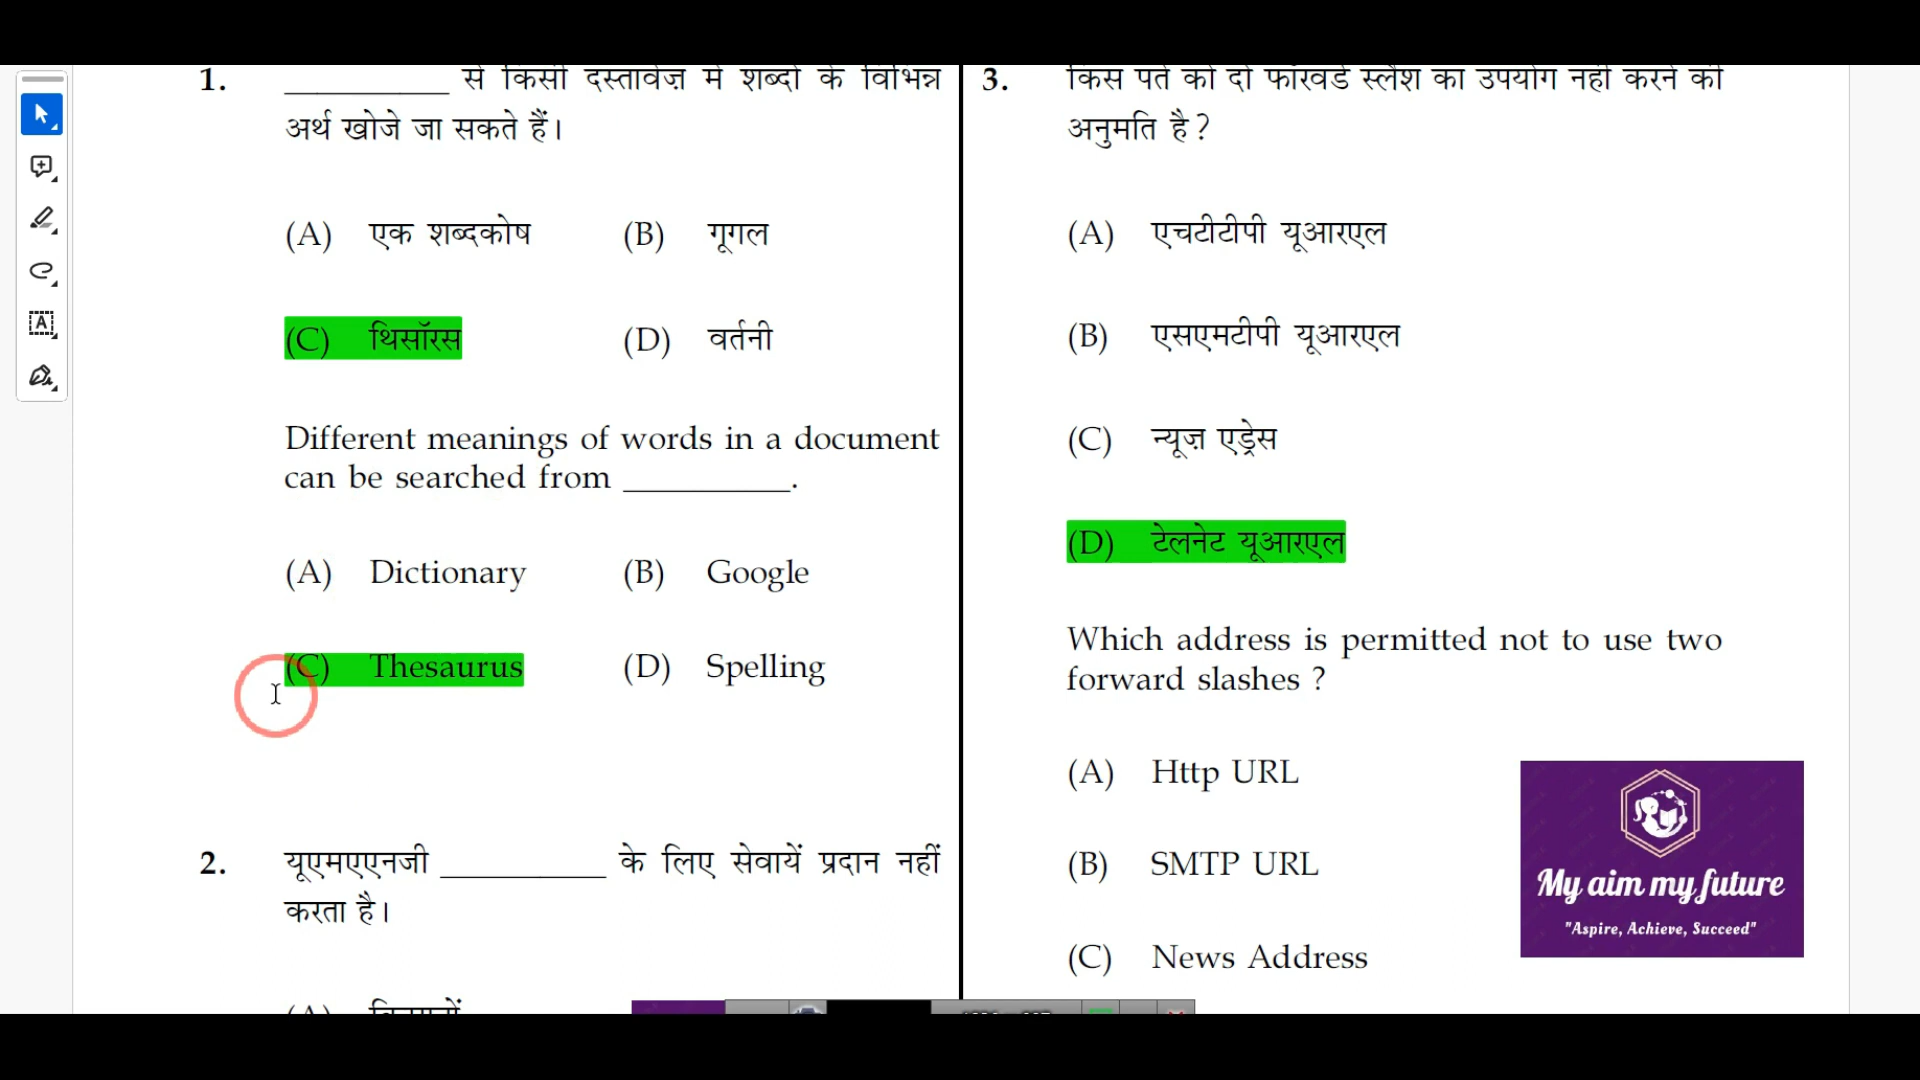 1. __________ से किसी दस्तावेज़ में शब्दों के विभिन्न
अर्थ खोजे जा सकते हैं।
(A) एक शब्दकोष (B) गूगल
(C) थिसॉरस (D) वर्तनी
Different meanings of words in a document
can be searched from __________.
(A) Dictionary (B) Google
(C) Thesaurus (D) Spelling
2. यूएमएएनजी __________ के लिए सेवायें प्रदान नहीं
करता है।
3. किस पते को दो फॉरवर्ड स्लैश का उपयोग नहीं करने की
अनुमति है?
(A) एचटीटीपी यूआरएल
(B) एसएमटीपी यूआरएल
(C) न्यूज़ एड्रेस
(D) टेलनेट यूआरएल
Which address is permitted not to use two
forward slashes ?
(A) Http URL
(B) SMTP URL
(C) News Address
My aim my future
"Aspire, Achieve, Succeed"